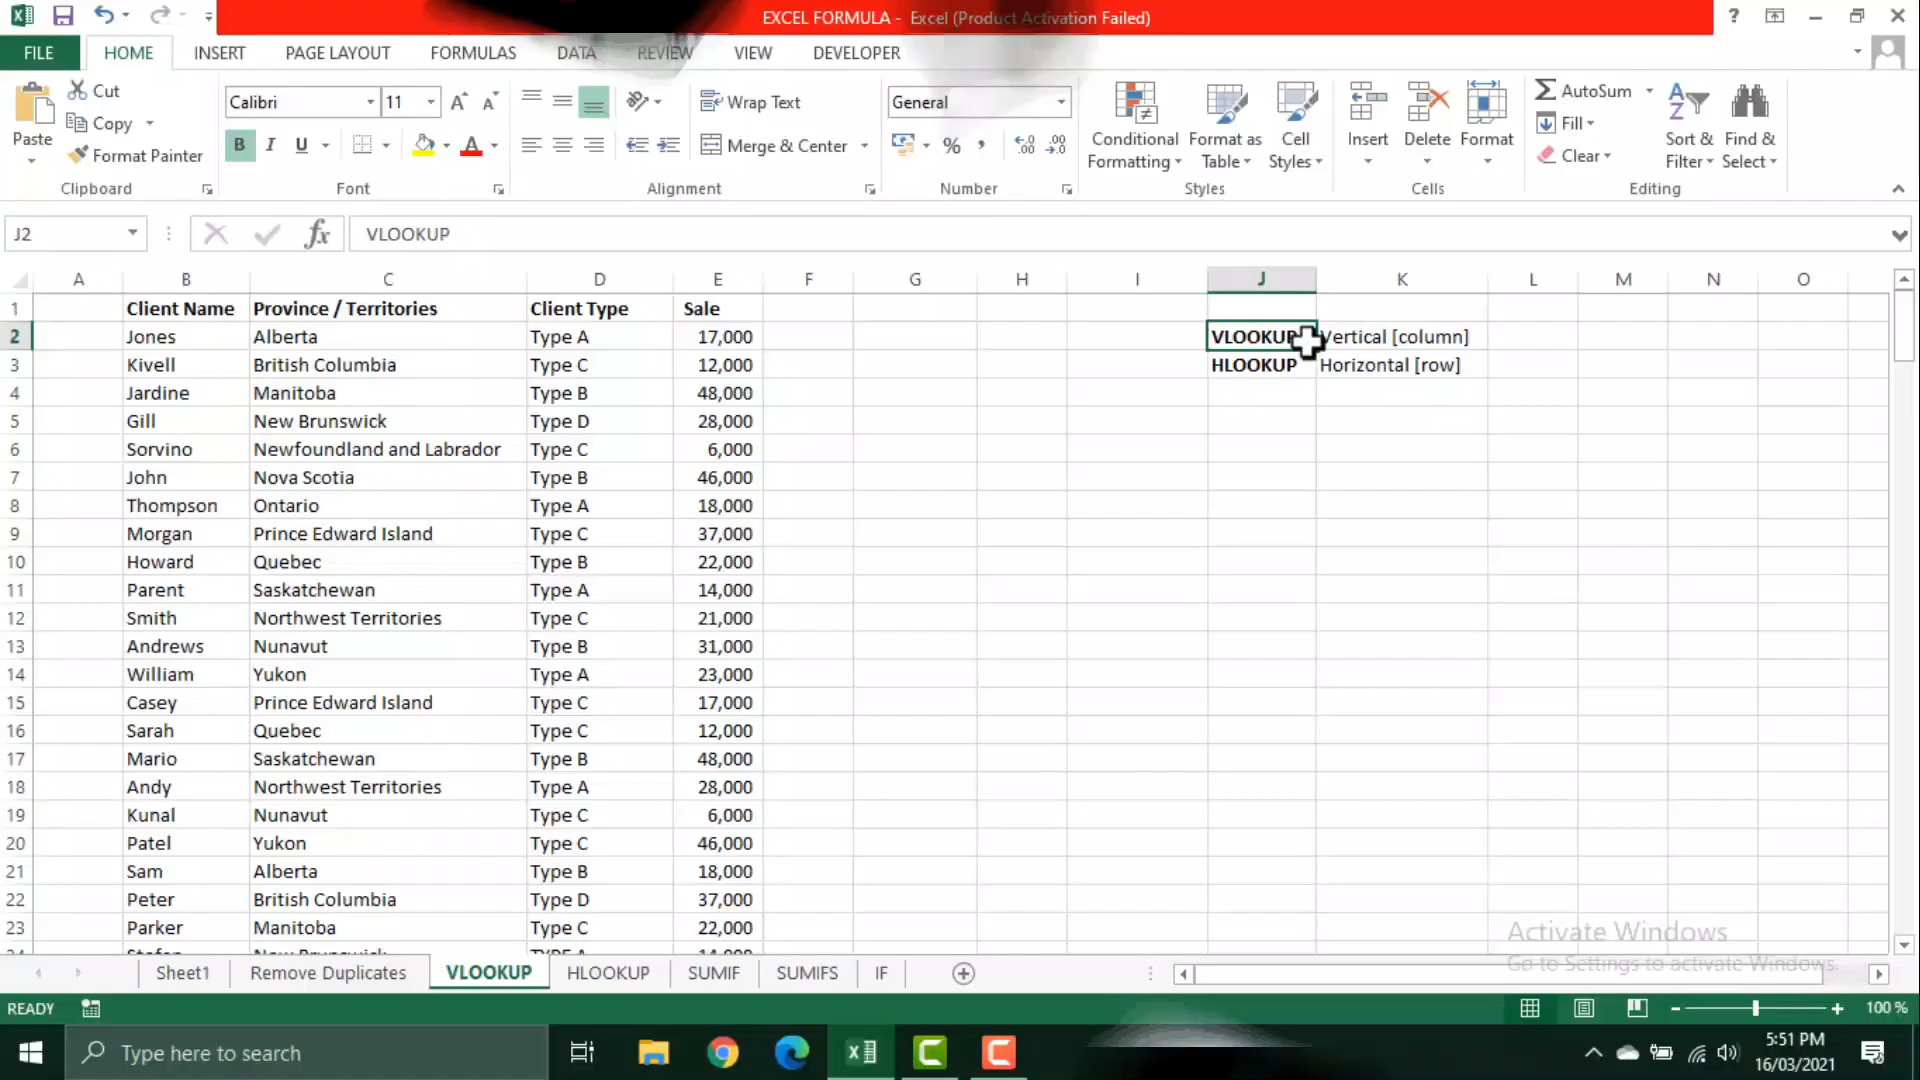 EXCEL FORMULA - Excel (Product Activation Failed)
FILE HOME INSERT PAGE LAYOUT FORMULAS DATA REVIEW VIEW DEVELOPER
Cut
Copy
Format Painter
Paste
Clipboard
Calibri 11
B I U
Font
Wrap Text
Merge & Center
Alignment
General
%
Number
Conditional Formatting
Format as Table
Cell Styles
Styles
Insert Delete Format
Cells
AutoSum
Fill
Clear
Sort & Filter
Find & Select
Editing
J2 fx VLOOKUP
A B C D E F G H I J K L M N O
1 Client Name Province / Territories Client Type Sale
2 Jones Alberta Type A 17,000 VLOOKUP Vertical [column]
3 Kivell British Columbia Type C 12,000 HLOOKUP Horizontal [row]
4 Jardine Manitoba Type B 48,000
5 Gill New Brunswick Type D 28,000
6 Sorvino Newfoundland and Labrador Type C 6,000
7 John Nova Scotia Type B 46,000
8 Thompson Ontario Type A 18,000
9 Morgan Prince Edward Island Type C 37,000
10 Howard Quebec Type B 22,000
11 Parent Saskatchewan Type A 14,000
12 Smith Northwest Territories Type C 21,000
13 Andrews Nunavut Type B 31,000
14 William Yukon Type A 23,000
15 Casey Prince Edward Island Type C 17,000
16 Sarah Quebec Type C 12,000
17 Mario Saskatchewan Type B 48,000
18 Andy Northwest Territories Type A 28,000
19 Kunal Nunavut Type C 6,000
20 Patel Yukon Type C 46,000
21 Sam Alberta Type B 18,000
22 Peter British Columbia Type D 37,000
23 Parker Manitoba Type C 22,000
Activate Windows
Go to Settings to activate Windows.
Sheet1 Remove Duplicates VLOOKUP HLOOKUP SUMIF SUMIFS IF
READY 100 %
Type here to search
5:51 PM
16/03/2021